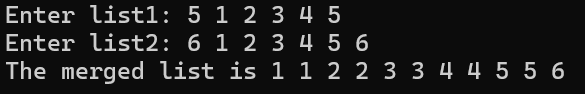 Enter list1: 5 1 2 3 4 5
Enter list2: 6 1 2 3 4 5 6
The merged list is 1 1 2 2 3 3 4 4 5 5 6